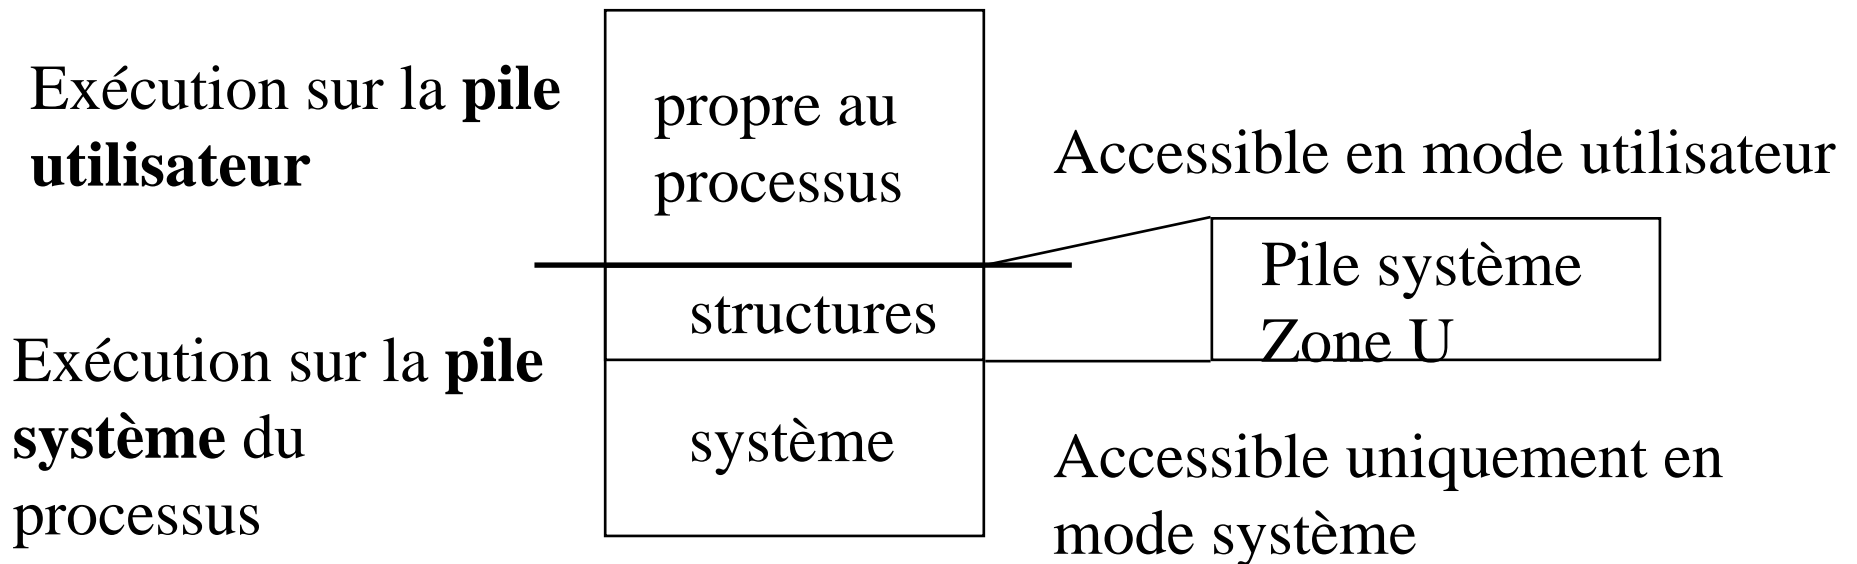 Exécution sur la pile
utilisateur
propre au
processus
Accessible en mode utilisateur
structures
Pile système
Zone U
Exécution sur la pile
système du
processus
système
Accessible uniquement en
mode système